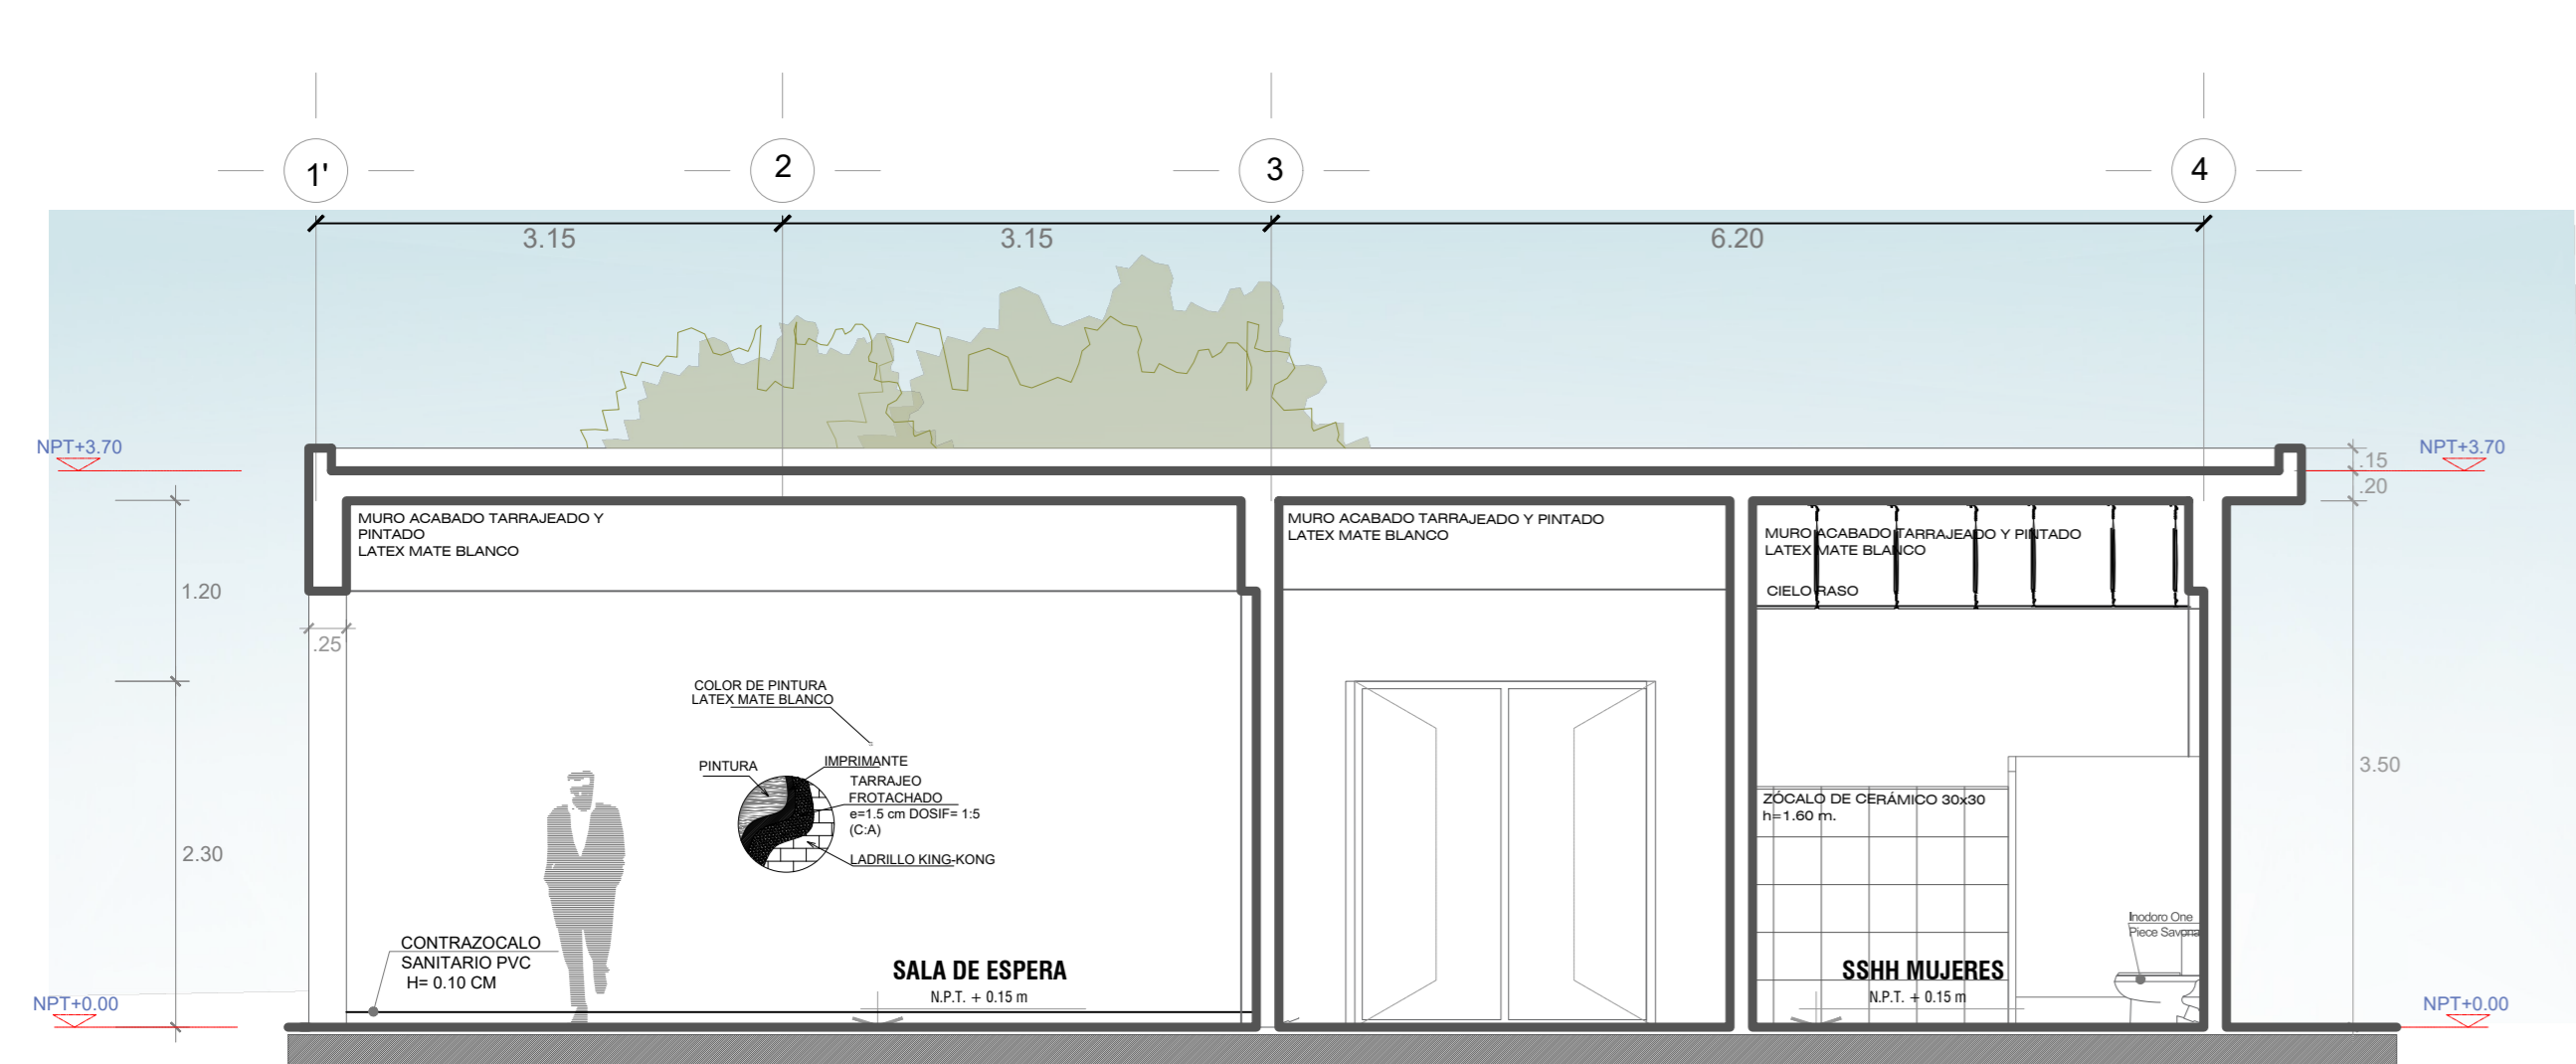 1'
2
3
4
3.15
3.15
6.20
NPT+3.70
NPT+3.70
.15
.20
MURO ACABADO TARRAJEADO Y
PINTADO
LATEX MATE BLANCO
MURO ACABADO TARRAJEADO Y PINTADO
LATEX MATE BLANCO
MURO ACABADO TARRAJEADO Y PINTADO
LATEX MATE BLANCO
CIELO RASO
1.20
.25
COLOR DE PINTURA
LATEX MATE BLANCO
PINTURA
IMPRIMANTE
TARRAJEO
FROTACHADO
e=1.5 cm DOSIF= 1:5
(C:A)
LADRILLO KING-KONG
3.50
ZÓCALO DE CERÁMICO 30x30
h=1.60 m.
2.30
Inodoro One
Piece Savona
CONTRAZOCALO
SANITARIO PVC
H= 0.10 CM
SALA DE ESPERA
N.P.T. + 0.15 m
SSHH MUJERES
N.P.T. + 0.15 m
NPT+0.00
NPT+0.00